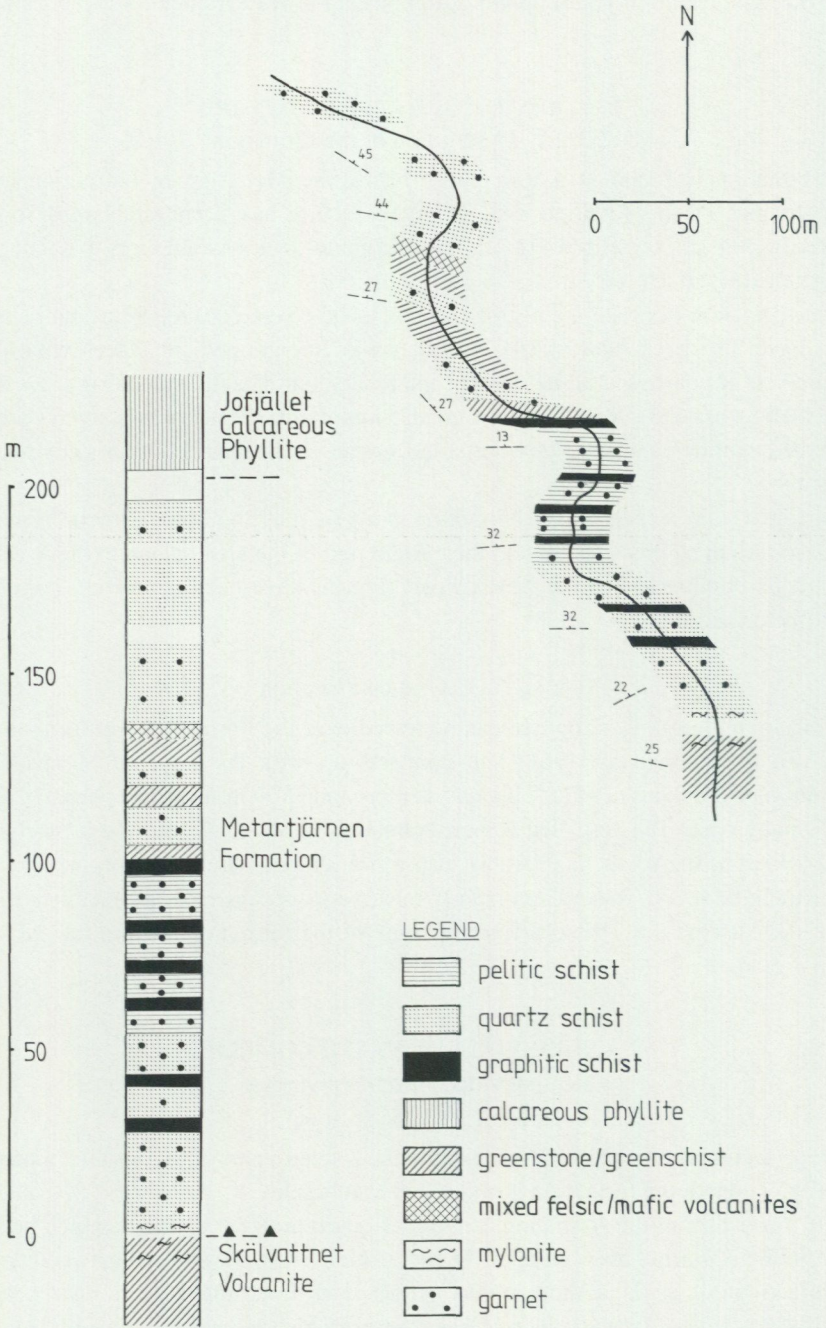 N
0 50 100m
45
44
27
27
13
32
32
22
25
Jofjället
Calcareous
Phyllite
m
200
150
100
50
0
Metartjärnen
Formation
Skälvattnet
Volcanite
LEGEND
pelitic schist
quartz schist
graphitic schist
calcareous phyllite
greenstone/greenschist
mixed felsic/mafic volcanites
mylonite
garnet